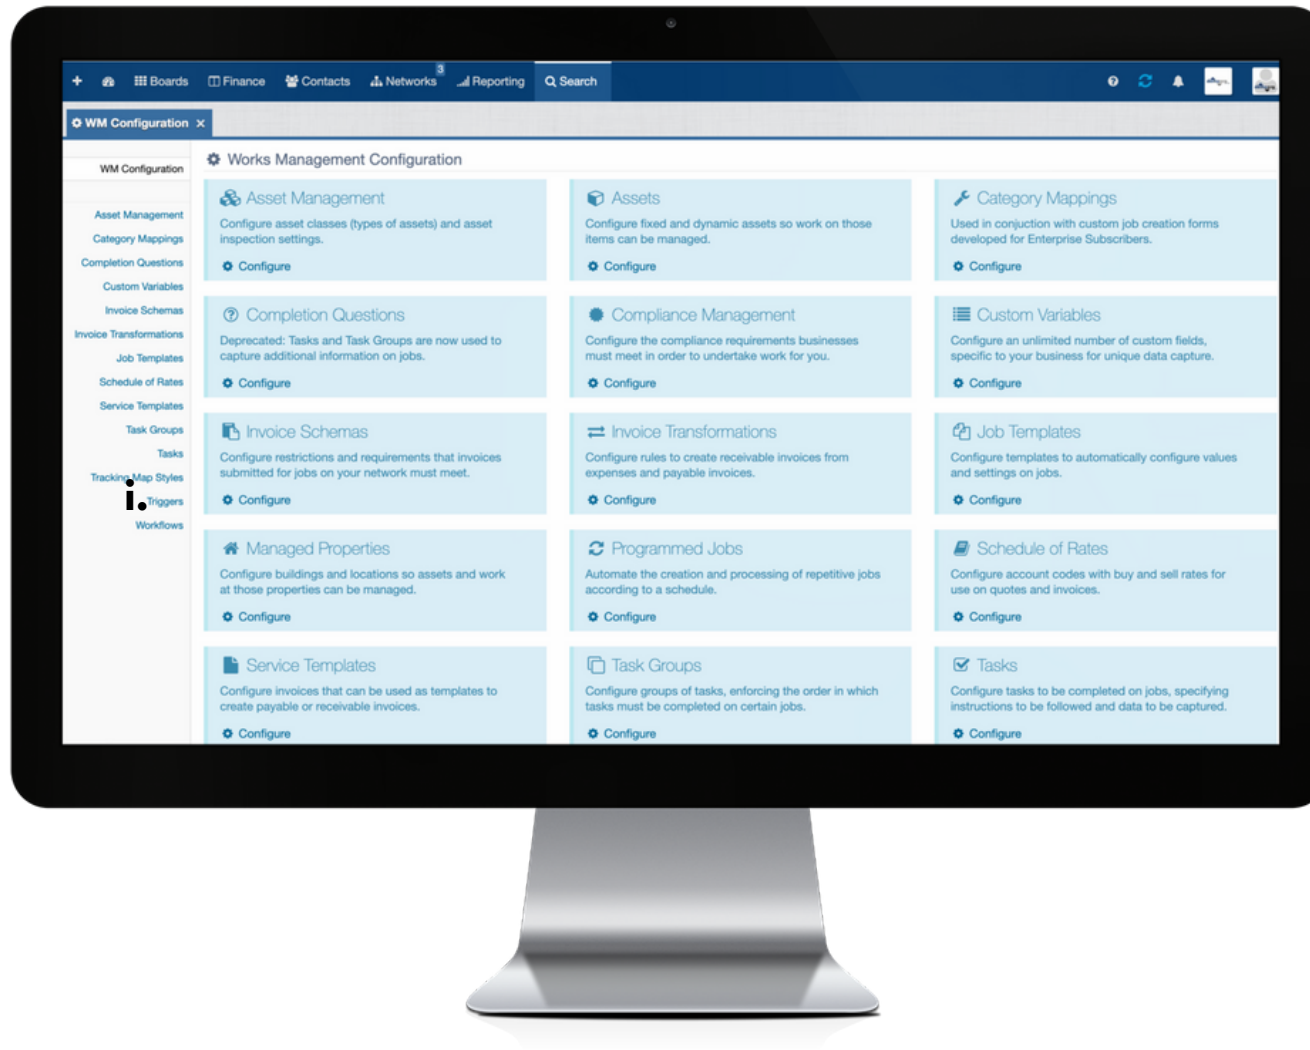 3
Boards Finance Contacts Networks Reporting Search
WM Configuration ×
WM Configuration
Asset Management
Category Mappings
Completion Questions
Custom Variables
Invoice Schemas
Invoice Transformations
Job Templates
Schedule of Rates
Service Templates
Task Groups
Tasks
Tracking Map Styles
i.
Triggers
Workflows
Works Management Configuration
Asset Management
Configure asset classes (types of assets) and asset
inspection settings.
Configure
Assets
Configure fixed and dynamic assets so work on those
items can be managed.
Configure
Category Mappings
Used in conjuction with custom job creation forms
developed for Enterprise Subscribers.
Configure
Completion Questions
Deprecated: Tasks and Task Groups are now used to
capture additional information on jobs.
Configure
Compliance Management
Configure the compliance requirements businesses
must meet in order to undertake work for you.
Configure
Custom Variables
Configure an unlimited number of custom fields,
specific to your business for unique data capture.
Configure
Invoice Schemas
Configure restrictions and requirements that invoices
submitted for jobs on your network must meet.
Configure
Invoice Transformations
Configure rules to create receivable invoices from
expenses and payable invoices.
Configure
Job Templates
Configure templates to automatically configure values
and settings on jobs.
Configure
Managed Properties
Configure buildings and locations so assets and work
at those properties can be managed.
Configure
Programmed Jobs
Automate the creation and processing of repetitive jobs
according to a schedule.
Configure
Schedule of Rates
Configure account codes with buy and sell rates for
use on quotes and invoices.
Configure
Service Templates
Configure invoices that can be used as templates to
create payable or receivable invoices.
Configure
Task Groups
Configure groups of tasks, enforcing the order in which
tasks must be completed on certain jobs.
Configure
Tasks
Configure tasks to be completed on jobs, specifying
instructions to be followed and data to be captured.
Configure